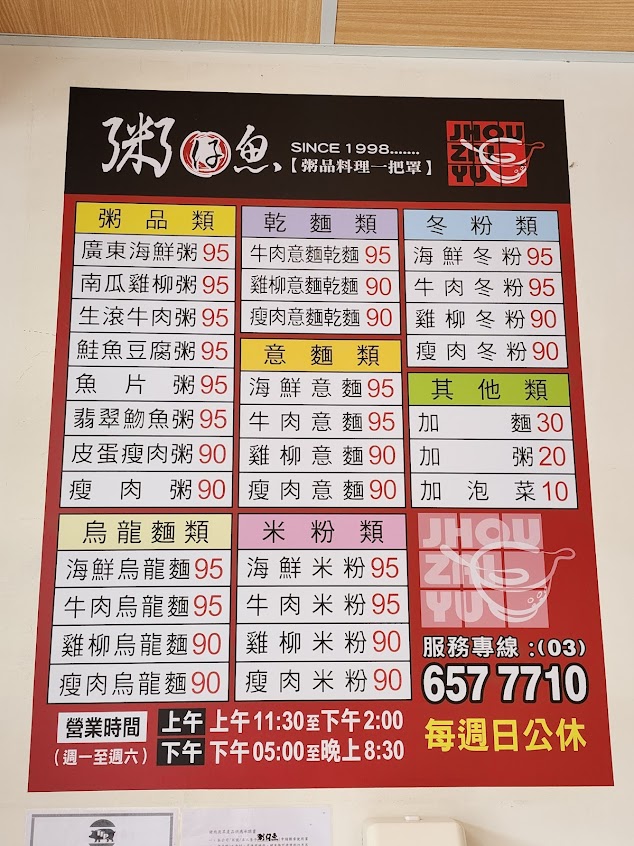 粥仔魚
SINCE 1998.......
【粥品料理一把罩】
JHOU
ZAI
YU
粥品類
廣東海鮮粥 95
南瓜雞柳粥 95
生滾牛肉粥 95
鮭魚豆腐粥 95
魚片粥 95
翡翠魩魚粥 95
皮蛋瘦肉粥 90
瘦肉粥 90
乾麵類
牛肉意麵乾麵 95
雞柳意麵乾麵 90
瘦肉意麵乾麵 90
意麵類
海鮮意麵 95
牛肉意麵 95
雞柳意麵 90
瘦肉意麵 90
冬粉類
海鮮冬粉 95
牛肉冬粉 95
雞柳冬粉 90
瘦肉冬粉 90
其他類
加麵 30
加粥 20
加泡菜 10
烏龍麵類
海鮮烏龍麵 95
牛肉烏龍麵 95
雞柳烏龍麵 90
瘦肉烏龍麵 90
米粉類
海鮮米粉 95
牛肉米粉 95
雞柳米粉 90
瘦肉米粉 90
JHOU
ZAI
YU
服務專線:(03)
657 7710
營業時間
(週一至週六)
上午 上午11:30至下午2:00
下午 下午05:00至晚上8:30
每週日公休
粥仔魚